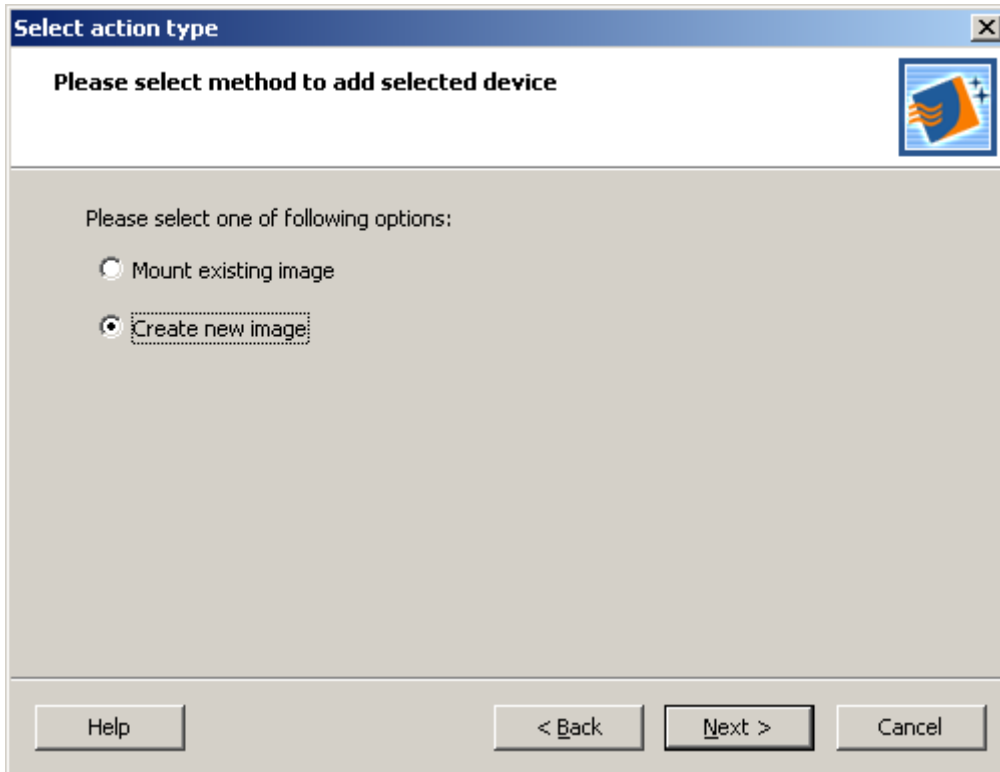 Select action type
Please select method to add selected device
Please select one of following options:
Mount existing image
Create new image
Help
< Back
Next >
Cancel